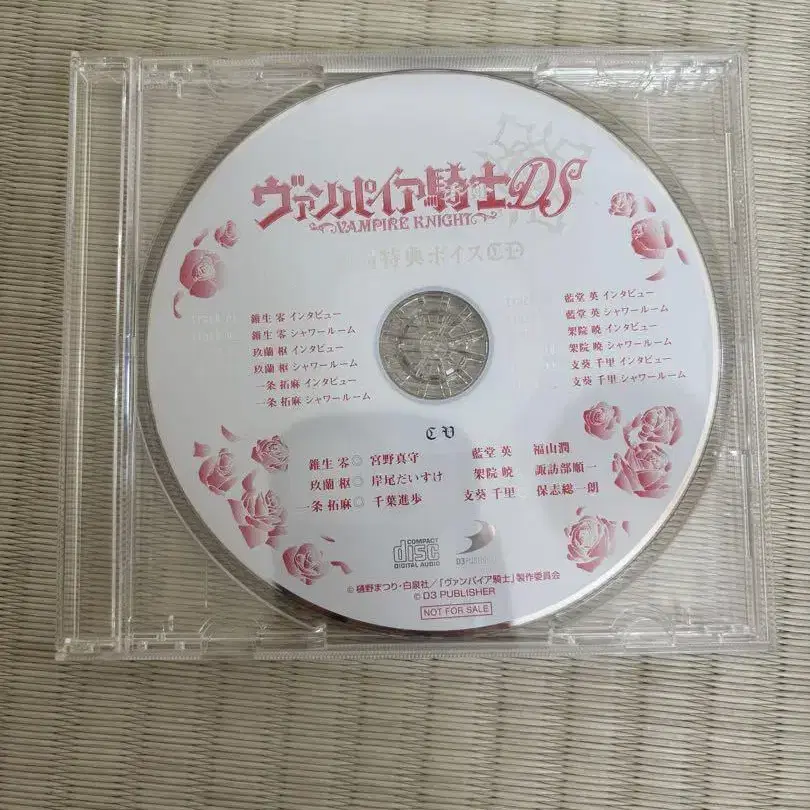 ヴァンパイア騎士DS
VAMPIRE KNIGHT
特典ボイスCD
錐生 零 インタビュー
錐生 零 シャワールーム
玖蘭 枢 インタビュー
玖蘭 枢 シャワールーム
一条 拓麻 インタビュー
一条 拓麻 シャワールーム
藍堂 英 インタビュー
藍堂 英 シャワールーム
架院 暁 インタビュー
架院 暁 シャワールーム
支葵 千里 インタビュー
支葵 千里 シャワールーム
CV
錐生 零◎ 宮野真守
玖蘭 枢◎ 岸尾だいすけ
一条 拓麻◎ 千葉進歩
藍堂 英 福山潤
架院 暁 諏訪部順一
支葵 千里 保志総一朗
COMPACT
disc
DIGITAL AUDIO
D3 PUBLISHER
© 樋野まつり・白泉社/「ヴァンパイア騎士」製作委員会
© D3 PUBLISHER
NOT FOR SALE